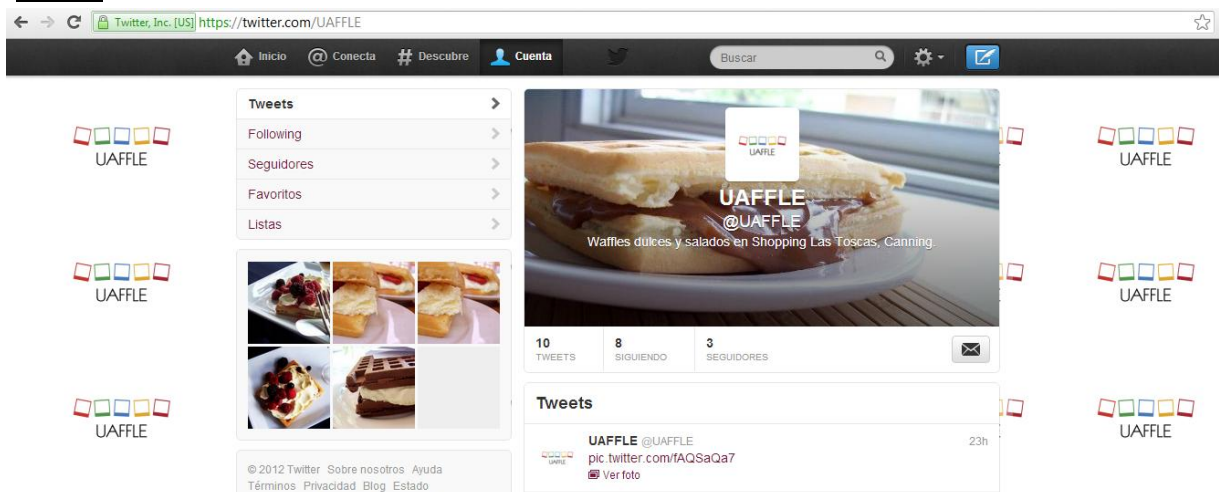 Twitter, Inc. [US] https://twitter.com/UAFFLE
Inicio Conecta Descubre Cuenta Buscar
Tweets
Following
Seguidores
Favoritos
Listas
UAFFLE
UAFFLE
@UAFFLE
Waffles dulces y salados en Shopping Las Toscas, Canning.
10 TWEETS
8 SIGUIENDO
3 SEGUIDORES
Tweets
UAFFLE @UAFFLE 23h
pic.twitter.com/fAQSaQa7
Ver foto
© 2012 Twitter Sobre nosotros Ayuda
Términos Privacidad Blog Estado
UAFFLE
UAFFLE
UAFFLE
UAFFLE
UAFFLE
UAFFLE
UAFFLE